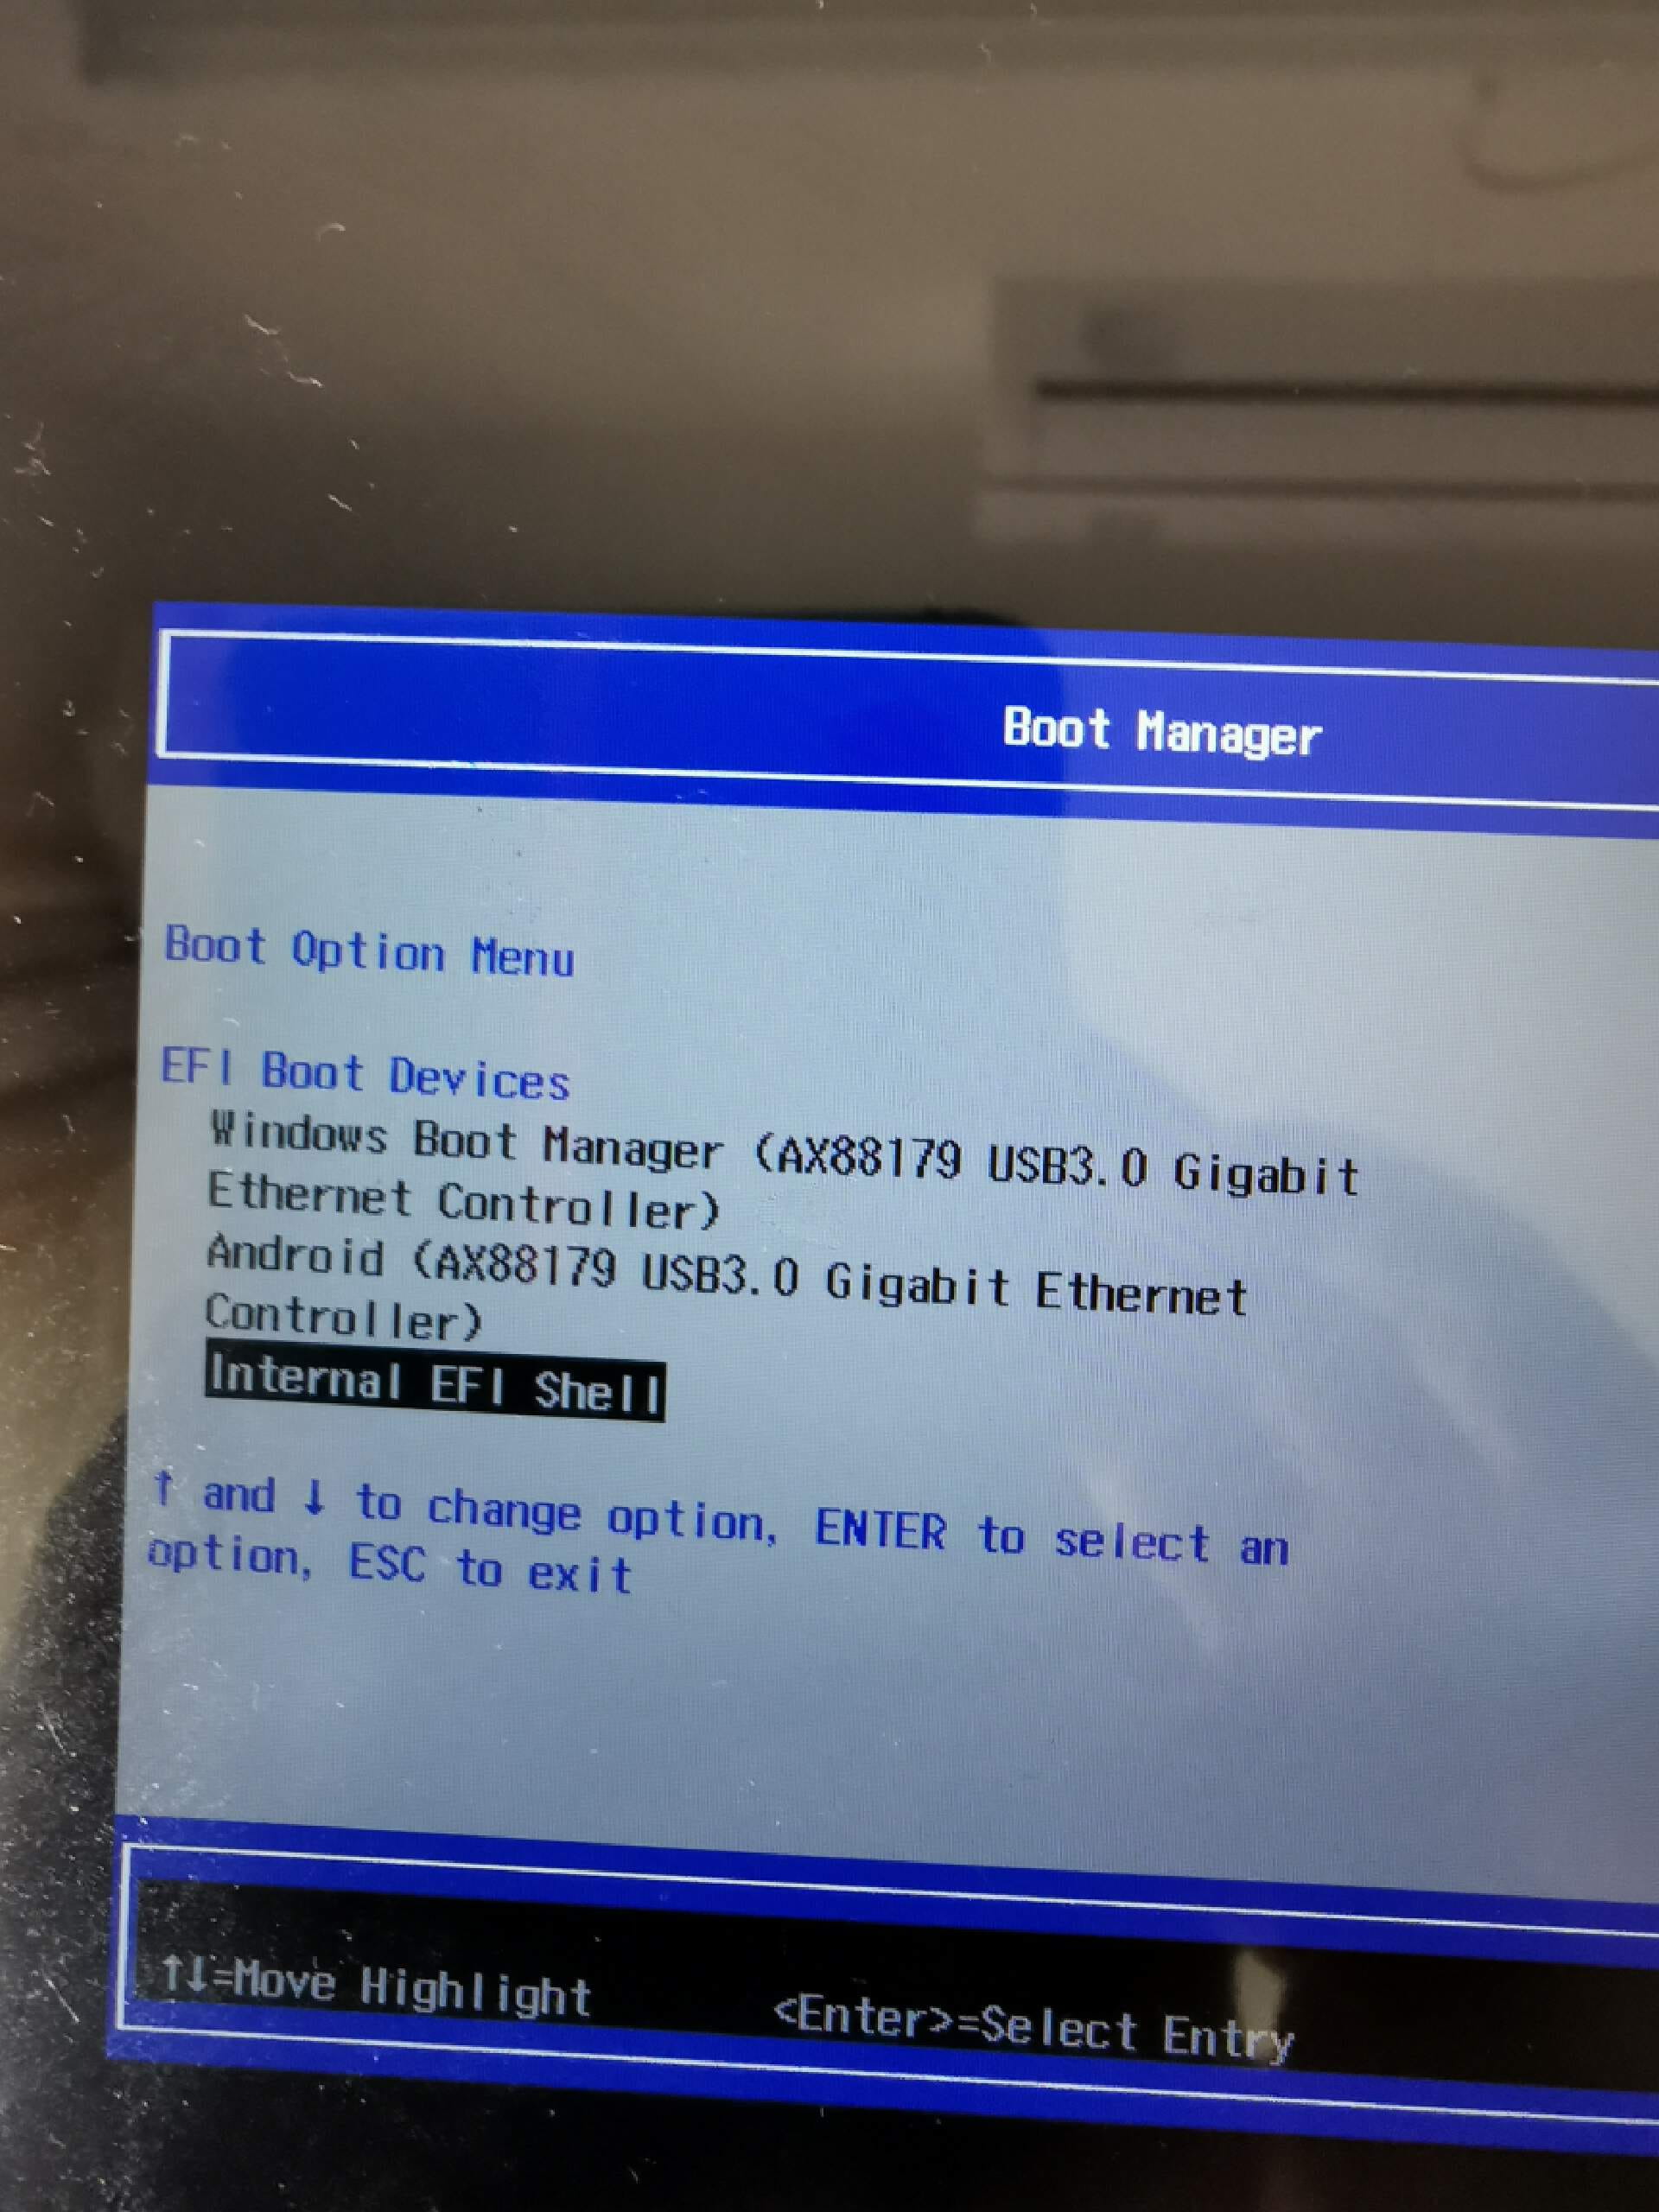 Boot Manager
Boot Option Menu
EFI Boot Devices
Windows Boot Manager (AX88179 USB3.0 Gigabit
Ethernet Controller)
Android (AX88179 USB3.0 Gigabit Ethernet
Controller)
Internal EFI Shell
↑ and ↓ to change option, ENTER to select an
option, ESC to exit
↑↓=Move Highlight
<Enter>=Select Entry